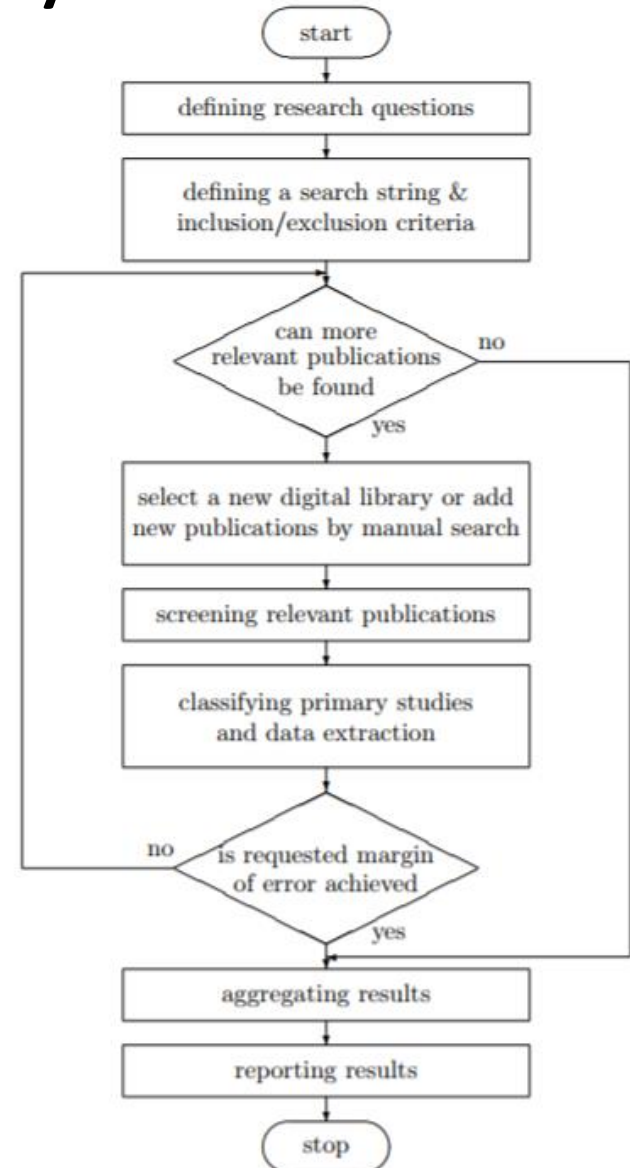 start
defining research questions
defining a search string &
inclusion/exclusion criteria
can more
relevant publications
be found
no
yes
select a new digital library or add
new publications by manual search
screening relevant publications
classifying primary studies
and data extraction
no
is requested margin
of error achieved
yes
aggregating results
reporting results
stop